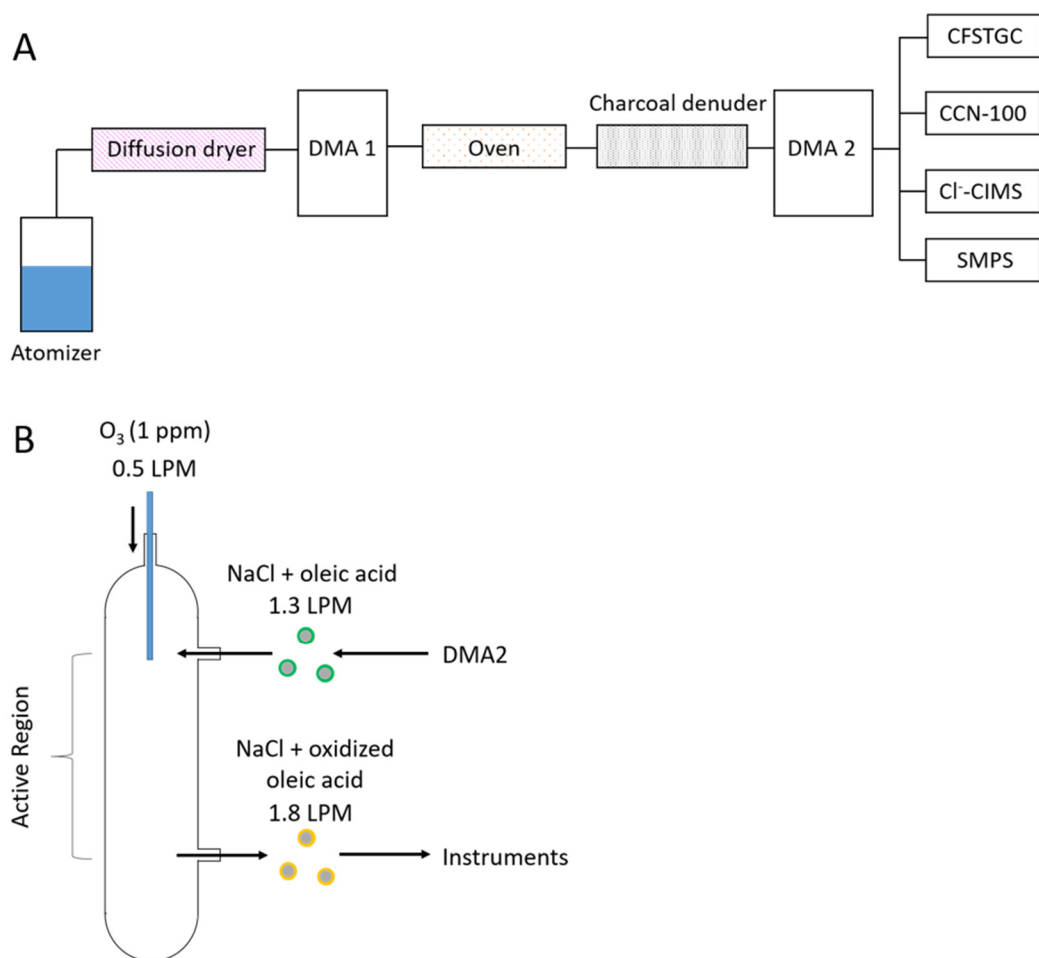 A
Diffusion dryer
DMA 1
Oven
Charcoal denuder
DMA 2
CFSTGC
CCN-100
Cl⁻-CIMS
SMPS
Atomizer
B
O₃ (1 ppm)
0.5 LPM
NaCl + oleic acid
1.3 LPM
DMA2
Active Region
NaCl + oxidized
oleic acid
1.8 LPM
Instruments